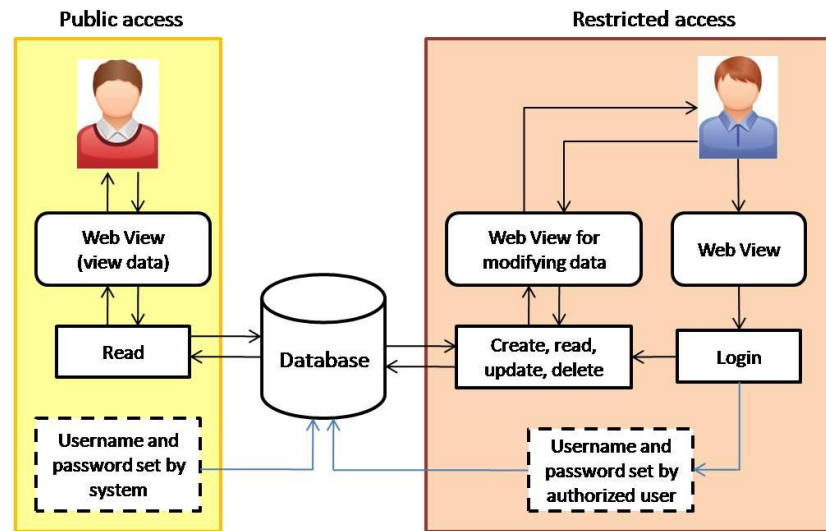 Public access
Restricted access
Web View
(view data)
Web View for
modifying data
Web View
Read
Database
Create, read,
update, delete
Login
Username and
password set by
system
Username and
password set by
authorized user